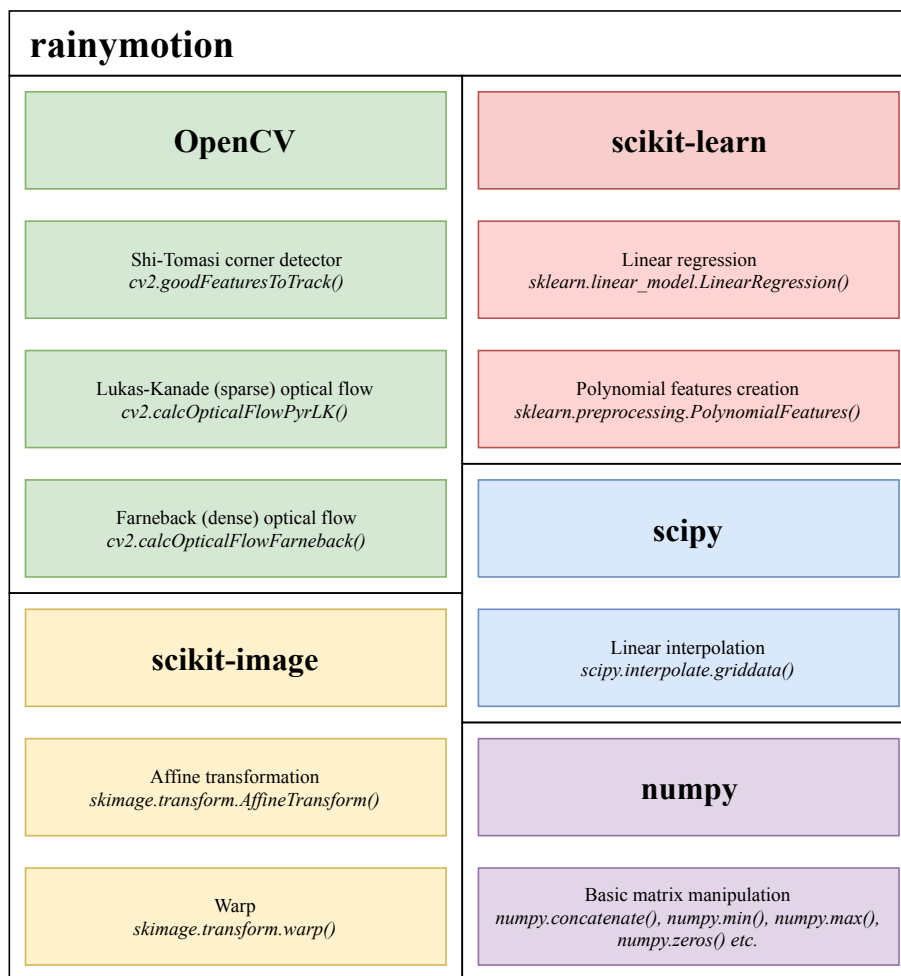 rainymotion
OpenCV
Shi-Tomasi corner detector
cv2.goodFeaturesToTrack()
Lukas-Kanade (sparse) optical flow
cv2.calcOpticalFlowPyrLK()
Farneback (dense) optical flow
cv2.calcOpticalFlowFarneback()
scikit-image
Affine transformation
skimage.transform.AffineTransform()
Warp
skimage.transform.warp()
scikit-learn
Linear regression
sklearn.linear_model.LinearRegression()
Polynomial features creation
sklearn.preprocessing.PolynomialFeatures()
scipy
Linear interpolation
scipy.interpolate.griddata()
numpy
Basic matrix manipulation
numpy.concatenate(), numpy.min(), numpy.max(),
numpy.zeros() etc.